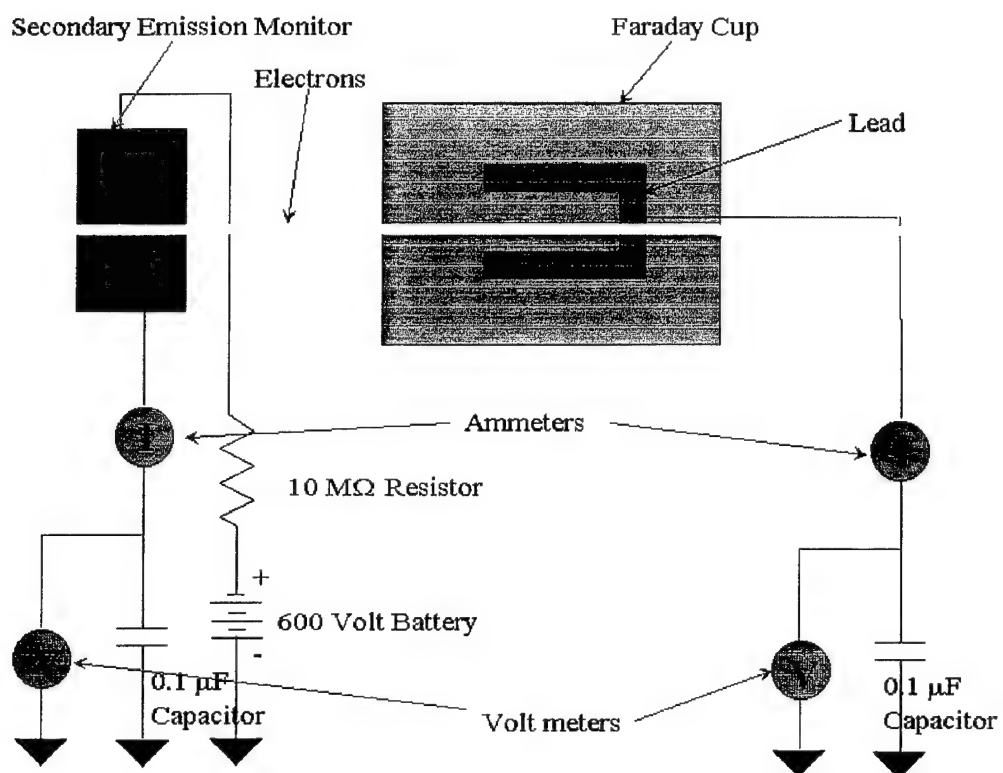 Secondary Emission Monitor
Faraday Cup
Electrons
Lead
Ammeters
10 MΩ Resistor
+
600 Volt Battery
-
0.1 µF
Capacitor
Volt meters
0.1 µF
Capacitor